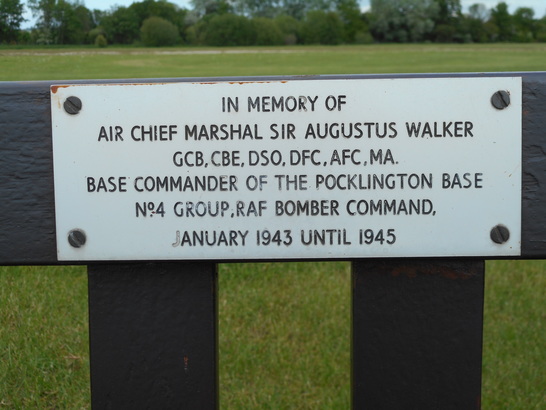 IN MEMORY OF
AIR CHIEF MARSHAL SIR AUGUSTUS WALKER
GCB,CBE,DSO,DFC,AFC,MA.
BASE COMMANDER OF THE POCKLINGTON BASE
Nº4 GROUP,RAF BOMBER COMMAND,
JANUARY 1943 UNTIL 1945